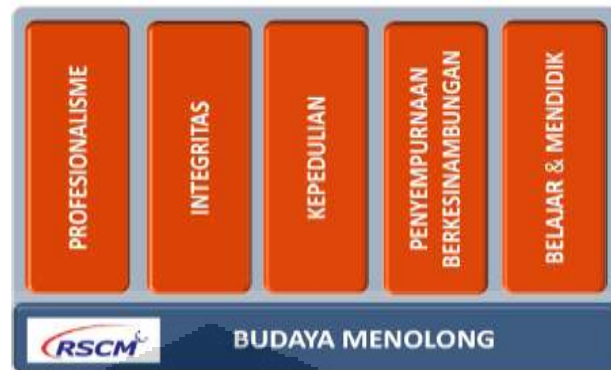 PROFESIONALISME
INTEGRITAS
KEPEDULIAN
PENYEMPURNAAN
BERKESINAMBUNGAN
BELAJAR & MENDIDIK
RSCM
BUDAYA MENOLONG